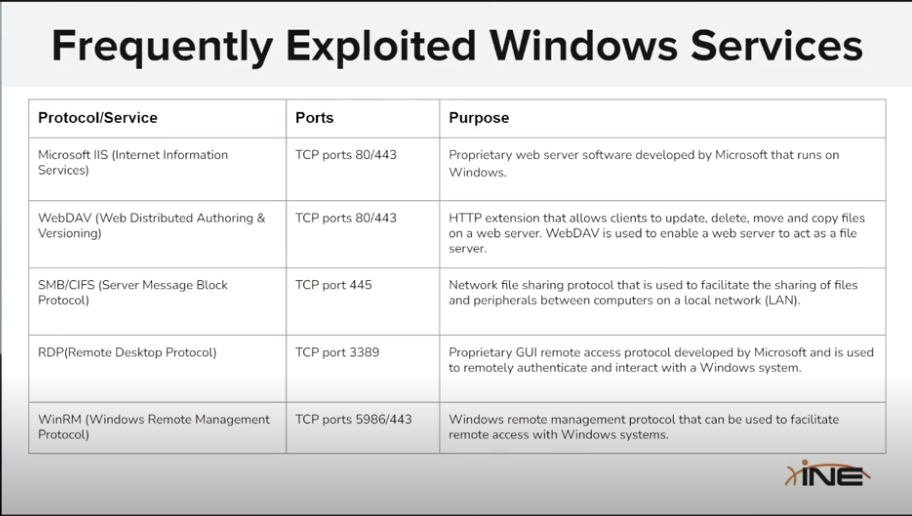 Frequently Exploited Windows Services
Protocol/Service
Ports
Purpose
Microsoft IIS (Internet Information
Services)
TCP ports 80/443
Proprietary web server software developed by Microsoft that runs on
Windows.
WebDAV (Web Distributed Authoring &
Versioning)
TCP ports 80/443
HTTP extension that allows clients to update, delete, move and copy files
on a web server. WebDAV is used to enable a web server to act as a file
server.
SMB/CIFS (Server Message Block
Protocol)
TCP port 445
Network file sharing protocol that is used to facilitate the sharing of files
and peripherals between computers on a local network (LAN).
RDP(Remote Desktop Protocol)
TCP port 3389
Proprietary GUI remote access protocol developed by Microsoft and is used
to remotely authenticate and interact with a Windows system.
WinRM (Windows Remote Management
Protocol)
TCP ports 5986/443
Windows remote management protocol that can be used to facilitate
remote access with Windows systems.
INE